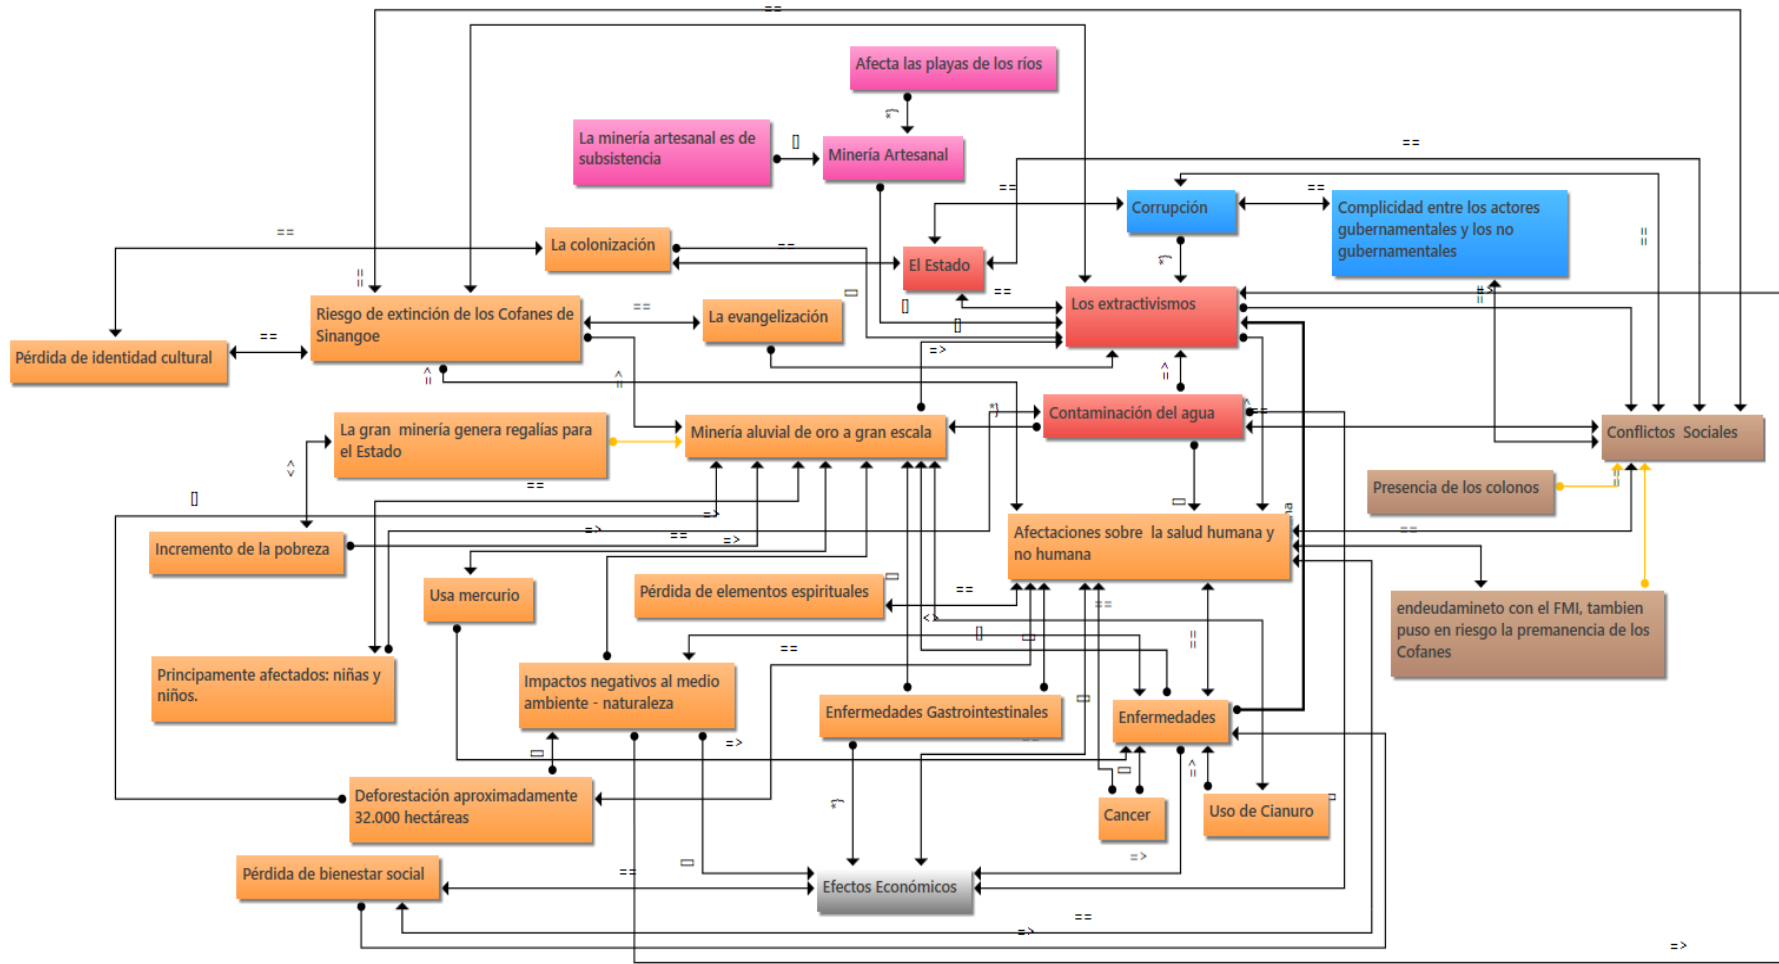 ==
Afecta las playas de los ríos
*}
La minería artesanal es de
subsistencia
[]
Minería Artesanal
==
==
Corrupción
==
Complicidad entre los actores
gubernamentales y los no
gubernamentales
==
==
La colonización
==
El Estado
*}
==
Riesgo de extinción de los Cofanes de
Sinangoe
==
La evangelización
[]
[]
[]
==
Los extractivismos
=>
==
Pérdida de identidad cultural
==
=>
=>
=>
=>
La gran minería genera regalías para
el Estado
Minería aluvial de oro a gran escala
*}
Contaminación del agua
==
Conflictos Sociales
<>
[]
==
=>
[]
Presencia de los colonos
==
Incremento de la pobreza
=>
==
=>
Afectaciones sobre la salud humana y
no humana
na
==
Usa mercurio
Pérdida de elementos espirituales
[]
==
==
endeudamineto con el FMI, tambien
puso en riesgo la premanencia de los
Cofanes
<>
[]
[]
==
==
Principamente afectados: niñas y
niños.
Impactos negativos al medio
ambiente - naturaleza
Enfermedades Gastrointestinales
[]
Enfermedades
[]
=>
==
[]
=>
Deforestación aproximadamente
32.000 hectáreas
*}
Cancer
Uso de Cianuro
Pérdida de bienestar social
==
[]
Efectos Económicos
=>
==
=>
=>